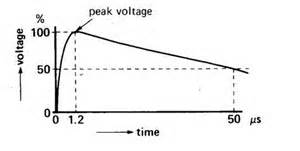 %
peak voltage
100
voltage
50
0
0 1.2 50 μs
time